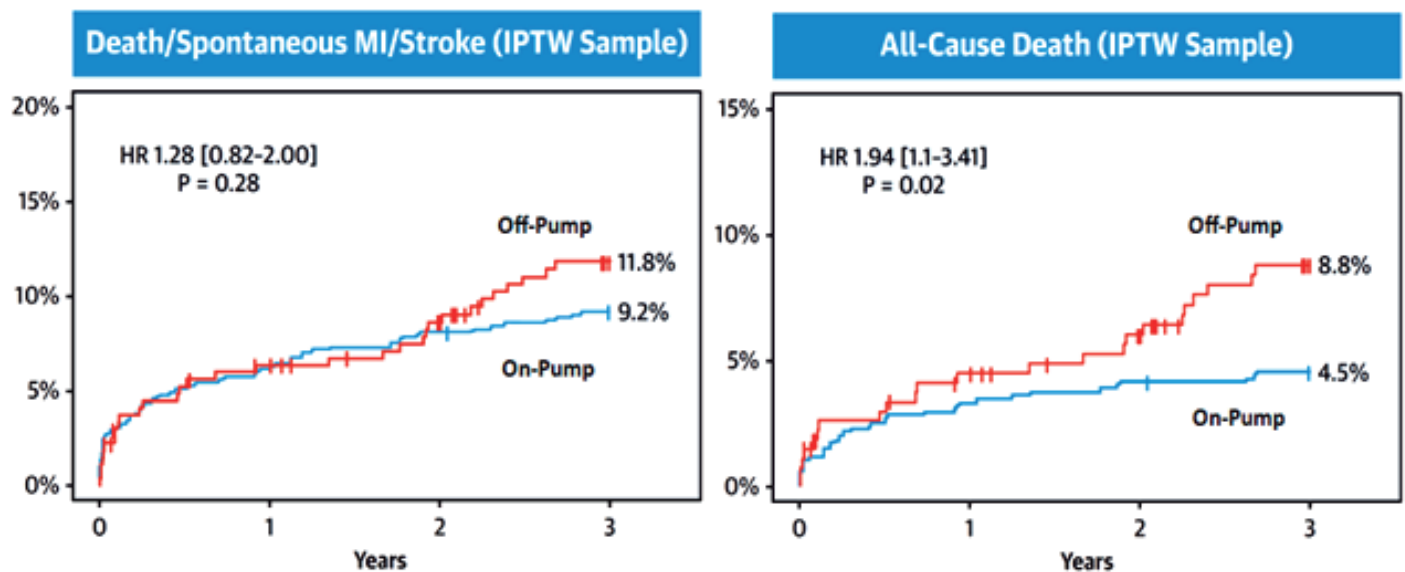 Death/Spontaneous MI/Stroke (IPTW Sample)
20%
15%
10%
5%
0%
HR 1.28 [0.82-2.00]
P = 0.28
Off-Pump
11.8%
9.2%
On-Pump
0 1 2 3
Years
All-Cause Death (IPTW Sample)
15%
10%
5%
0%
HR 1.94 [1.1-3.41]
P = 0.02
Off-Pump
8.8%
4.5%
On-Pump
0 1 2 3
Years